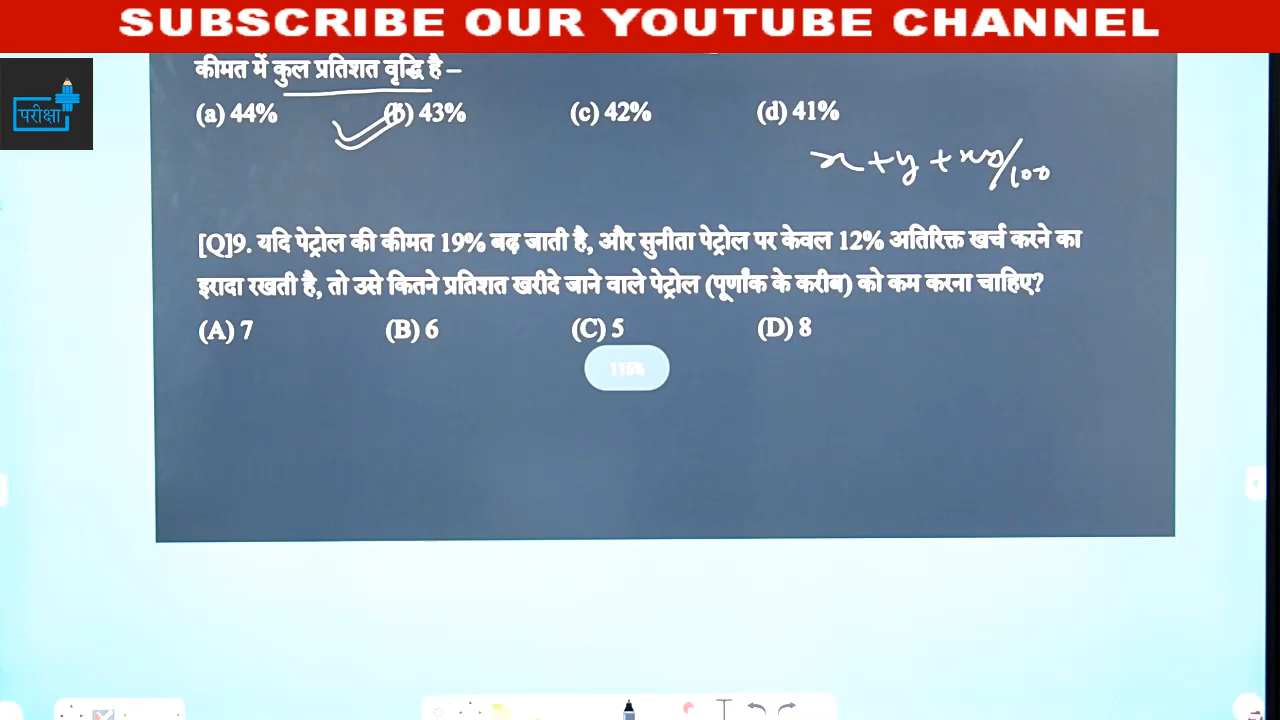 SUBSCRIBE OUR YOUTUBE CHANNEL
परीक्षा
कीमत में कुल प्रतिशत वृद्धि है –
(a) 44% (b) 43% (c) 42% (d) 41%
x + y + xy/100
[Q]9. यदि पेट्रोल की कीमत 19% बढ़ जाती है, और सुनीता पेट्रोल पर केवल 12% अतिरिक्त खर्च करने का
इरादा रखती है, तो उसे कितने प्रतिशत खरीदे जाने वाले पेट्रोल (पूर्णांक के करीब) को कम करना चाहिए?
(A) 7 (B) 6 (C) 5 (D) 8
115%